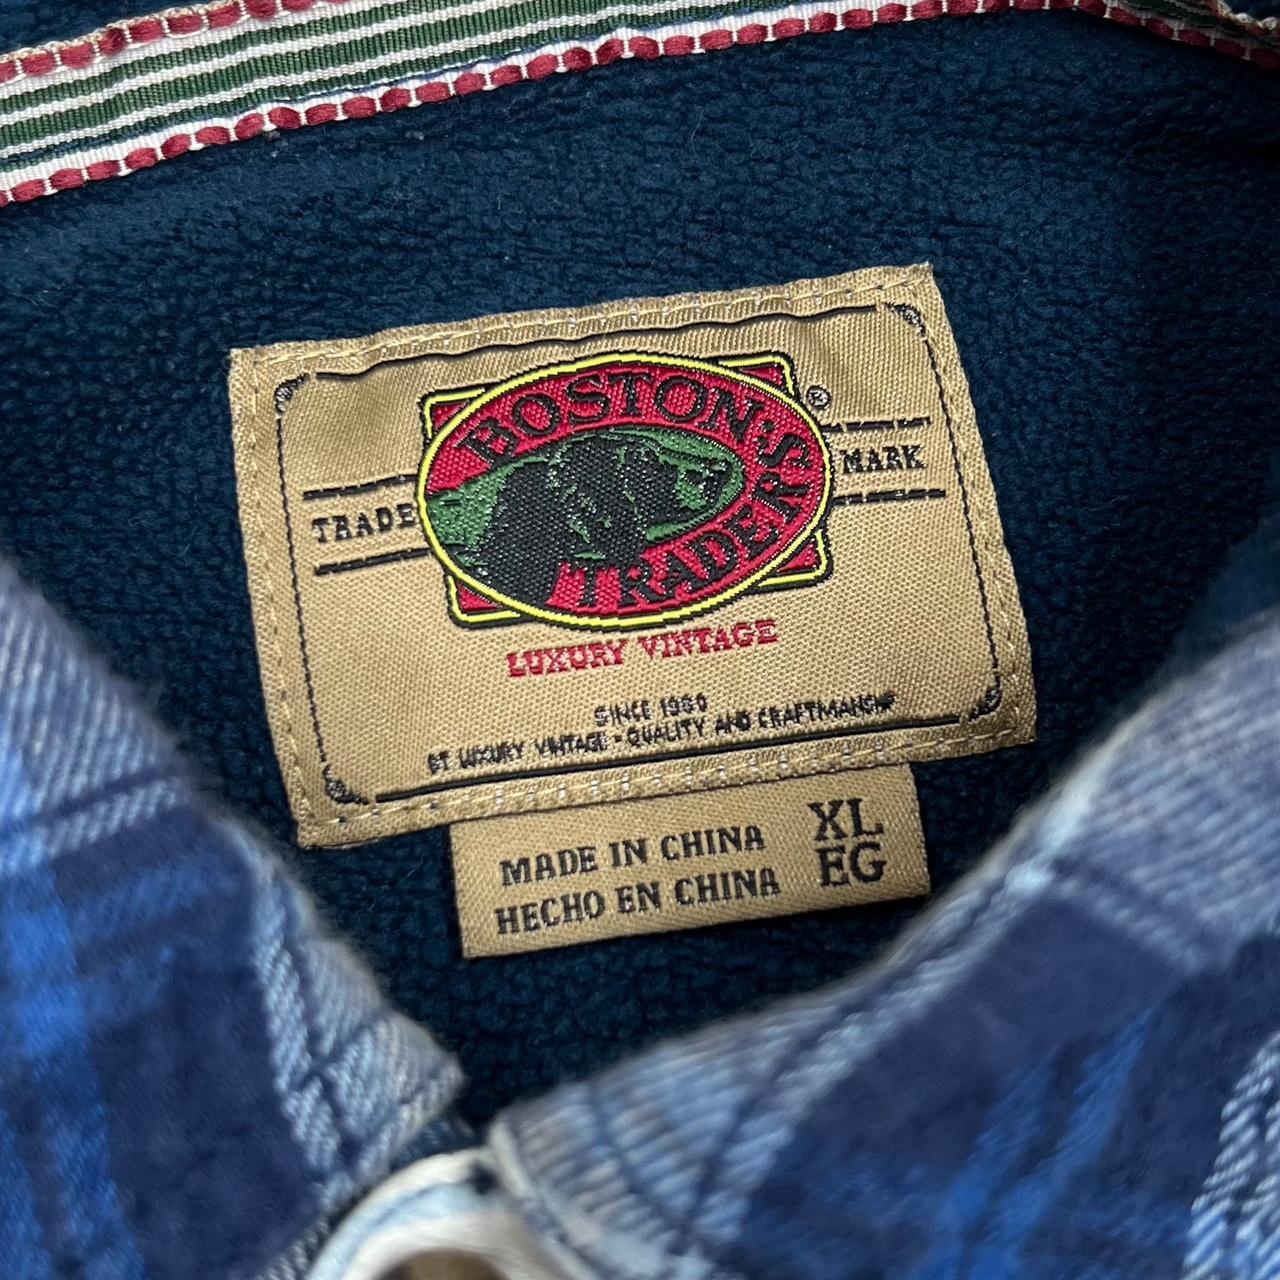 BOSTON·S
TRADERS
®
TRADE MARK
LUXURY VINTAGE
SINCE 1980
BT LUXURY VINTAGE - QUALITY AND CRAFTMANSHIP
MADE IN CHINA
HECHO EN CHINA
XL
EG